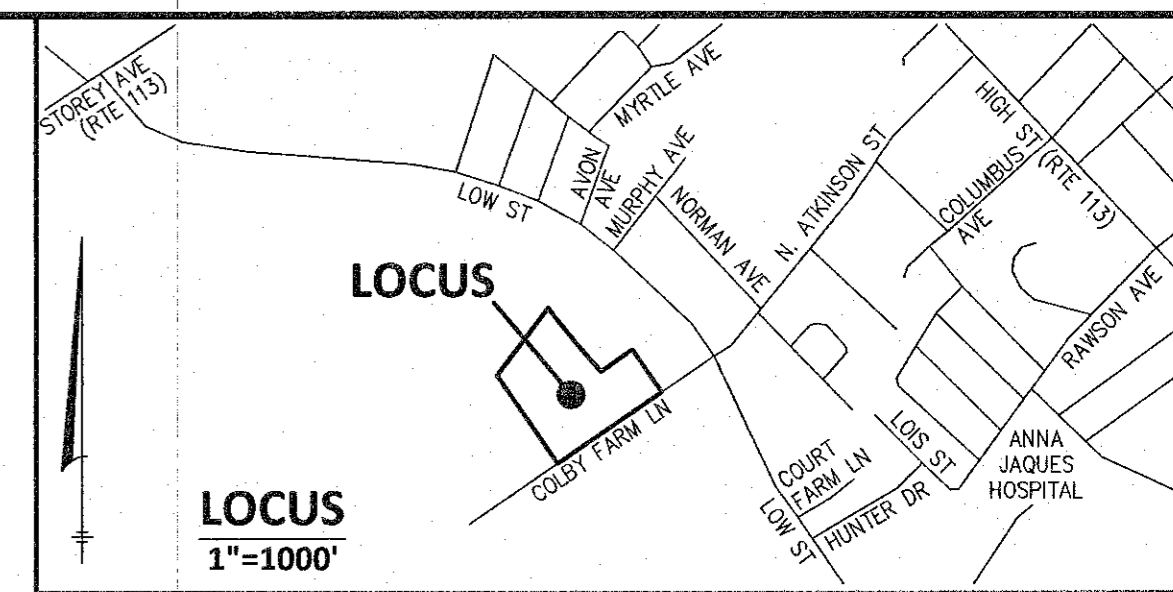 STOREY AVE
(RTE 113)
MYRTLE AVE
AVON
AVE
MURPHY AVE
LOW ST
NORMAN AVE
N. ATKINSON ST
HIGH ST (RTE 113)
COLUMBUS
AVE
RAWSON AVE
LOCUS
COLBY FARM LN
COURT
FARM LN
LOIS ST
HUNTER DR
LOW ST
ANNA
JAQUES
HOSPITAL
LOCUS
1"=1000'